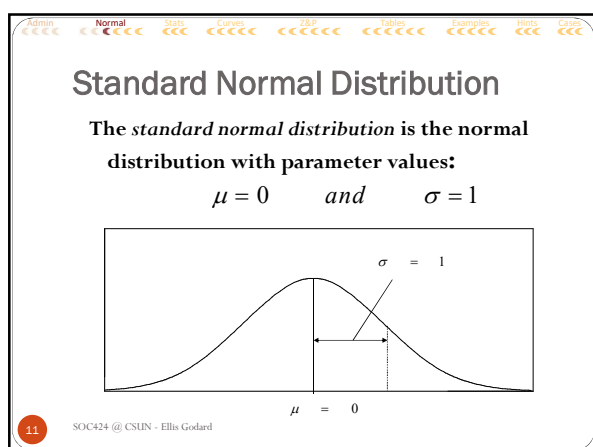 Admin Normal Stats Curves Z&P Tables Examples Hints Cases
Standard Normal Distribution
The standard normal distribution is the normal
distribution with parameter values:
μ = 0 and σ = 1
σ = 1
μ = 0
11 SOC424 @ CSUN - Ellis Godard